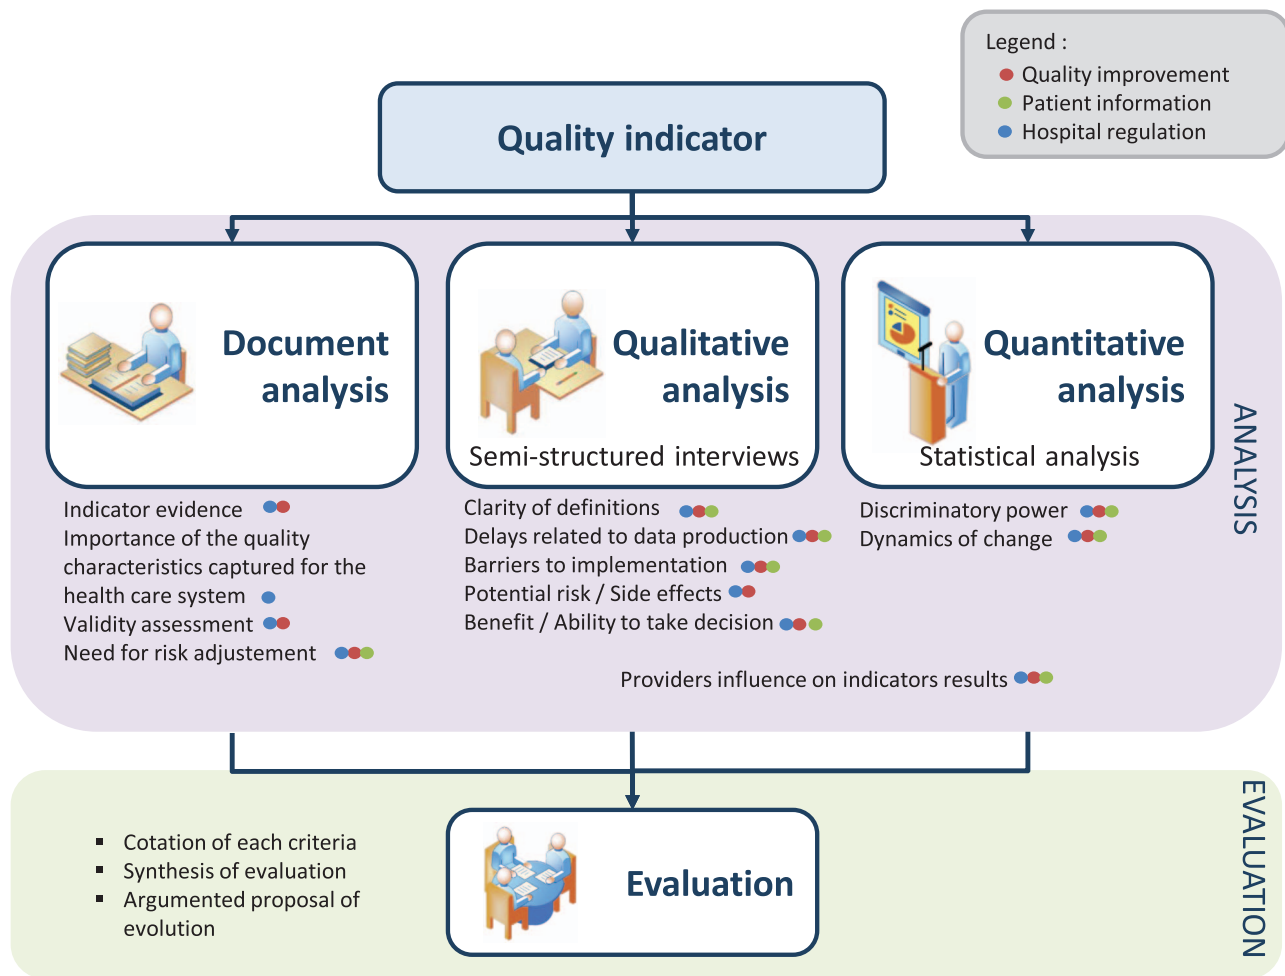 Legend :
Quality improvement
Patient information
Hospital regulation
Quality indicator
Document
analysis
Qualitative
analysis
Semi-structured interviews
Quantitative
analysis
Statistical analysis
ANALYSIS
Indicator evidence
Importance of the quality
characteristics captured for the
health care system
Validity assessment
Need for risk adjustement
Clarity of definitions
Delays related to data production
Barriers to implementation
Potential risk / Side effects
Benefit / Ability to take decision
Discriminatory power
Dynamics of change
Providers influence on indicators results
EVALUATION
▪ Cotation of each criteria
▪ Synthesis of evaluation
▪ Argumented proposal of
evolution
Evaluation